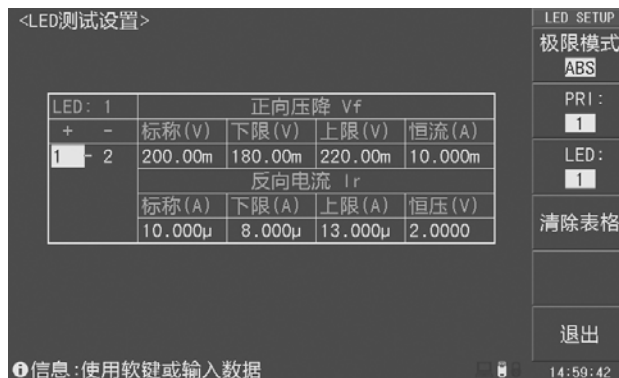 <LED测试设置>
LED SETUP
极限模式
ABS
LED: 1 正向压降 Vf
+ - 标称(V) 下限(V) 上限(V) 恒流(A)
1 - 2 200.00m 180.00m 220.00m 10.000m
反向电流 Ir
标称(A) 下限(A) 上限(A) 恒压(V)
10.000μ 8.000μ 13.000μ 2.0000
PRI:
1
LED:
1
清除表格
退出
信息:使用软键或输入数据
14:59:42